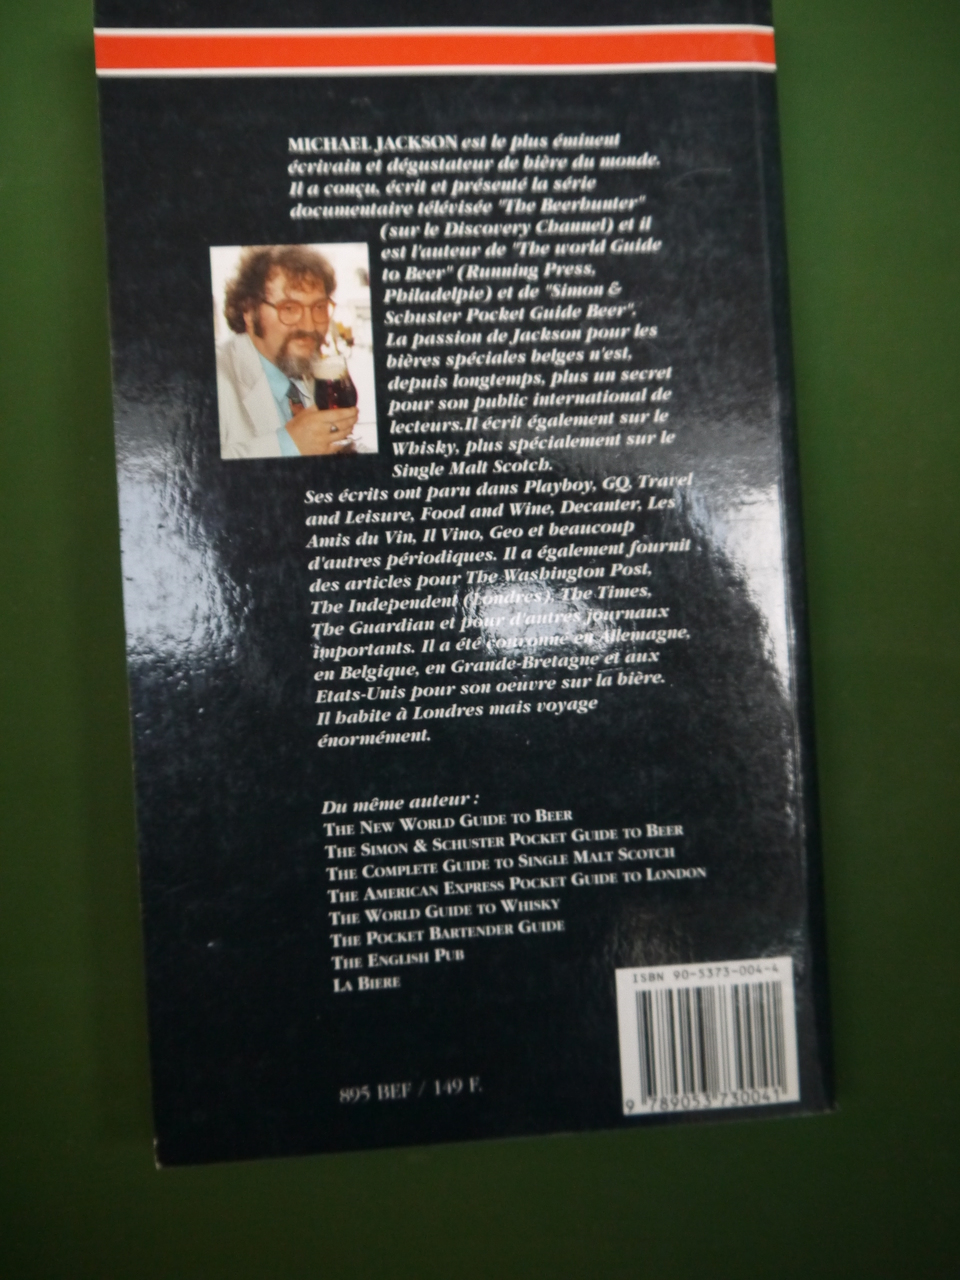 MICHAEL JACKSON est le plus éminent
écrivain et dégustateur de bière du monde.
Il a conçu, écrit et présenté la série
documentaire télévisée "The Beerhunter"
(sur le Discovery Channel) et il
est l'auteur de "The world Guide
to Beer" (Running Press,
Philadelpie) et de "Simon &
Schuster Pocket Guide Beer".
La passion de Jackson pour les
bières spéciales belges n'est,
depuis longtemps, plus un secret
pour son public international de
lecteurs.Il écrit également sur le
Whisky, plus spécialement sur le
Single Malt Scotch.
Ses écrits ont paru dans Playboy, GQ, Travel
and Leisure, Food and Wine, Decanter, Les
Amis du Vin, Il Vino, Geo et beaucoup
d'autres périodiques. Il a également fournit
des articles pour The Washington Post,
The Independent (Londres), The Times,
The Guardian et pour d'autres journaux
importants. Il a été couronné en Allemagne,
en Belgique, en Grande-Bretagne et aux
Etats-Unis pour son oeuvre sur la bière.
Il habite à Londres mais voyage
énormément.
Du même auteur :
THE NEW WORLD GUIDE TO BEER
THE SIMON & SCHUSTER POCKET GUIDE TO BEER
THE COMPLETE GUIDE TO SINGLE MALT SCOTCH
THE AMERICAN EXPRESS POCKET GUIDE TO LONDON
THE WORLD GUIDE TO WHISKY
THE POCKET BARTENDER GUIDE
THE ENGLISH PUB
LA BIERE
ISBN 90-5373-004-4
9 789053 730041
895 BEF / 149 F.